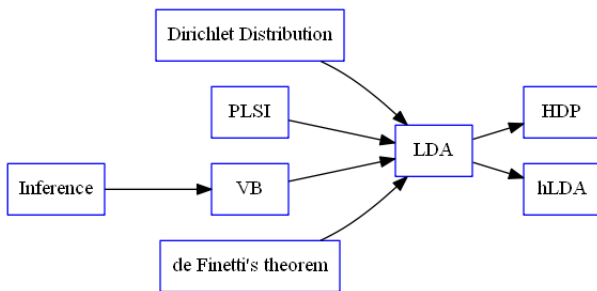 Dirichlet Distribution
PLSI
HDP
LDA
Inference
VB
hLDA
de Finetti's theorem